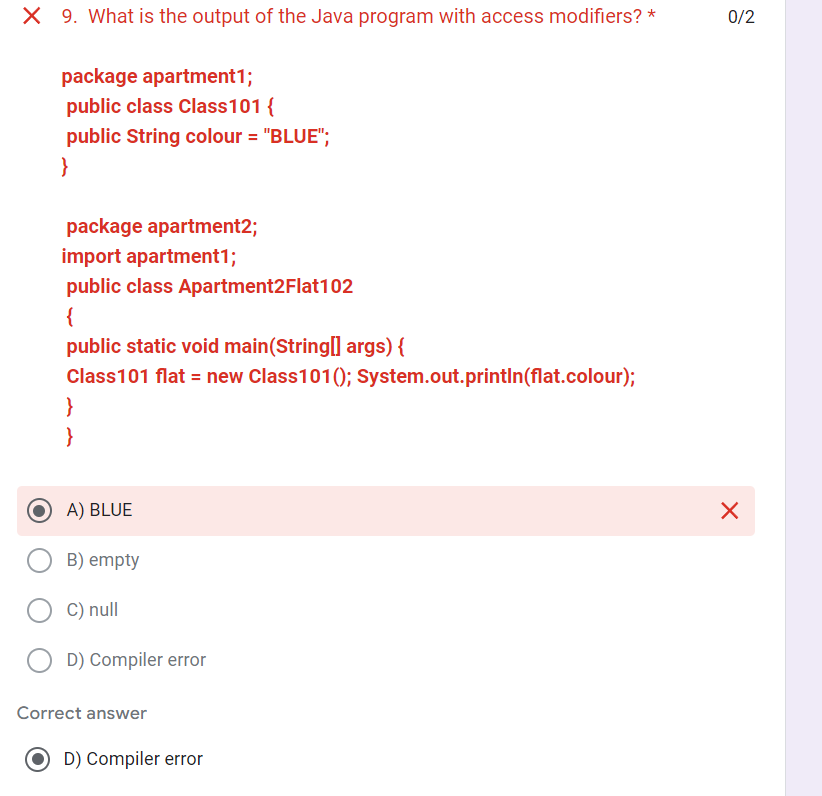 9. What is the output of the Java program with access modifiers? * 0/2
package apartment1;
public class Class101 {
public String colour = "BLUE";
}
package apartment2;
import apartment1;
public class Apartment2Flat102
{
public static void main(String[] args) {
Class101 flat = new Class101(); System.out.println(flat.colour);
}
}
A) BLUE
B) empty
C) null
D) Compiler error
Correct answer
D) Compiler error